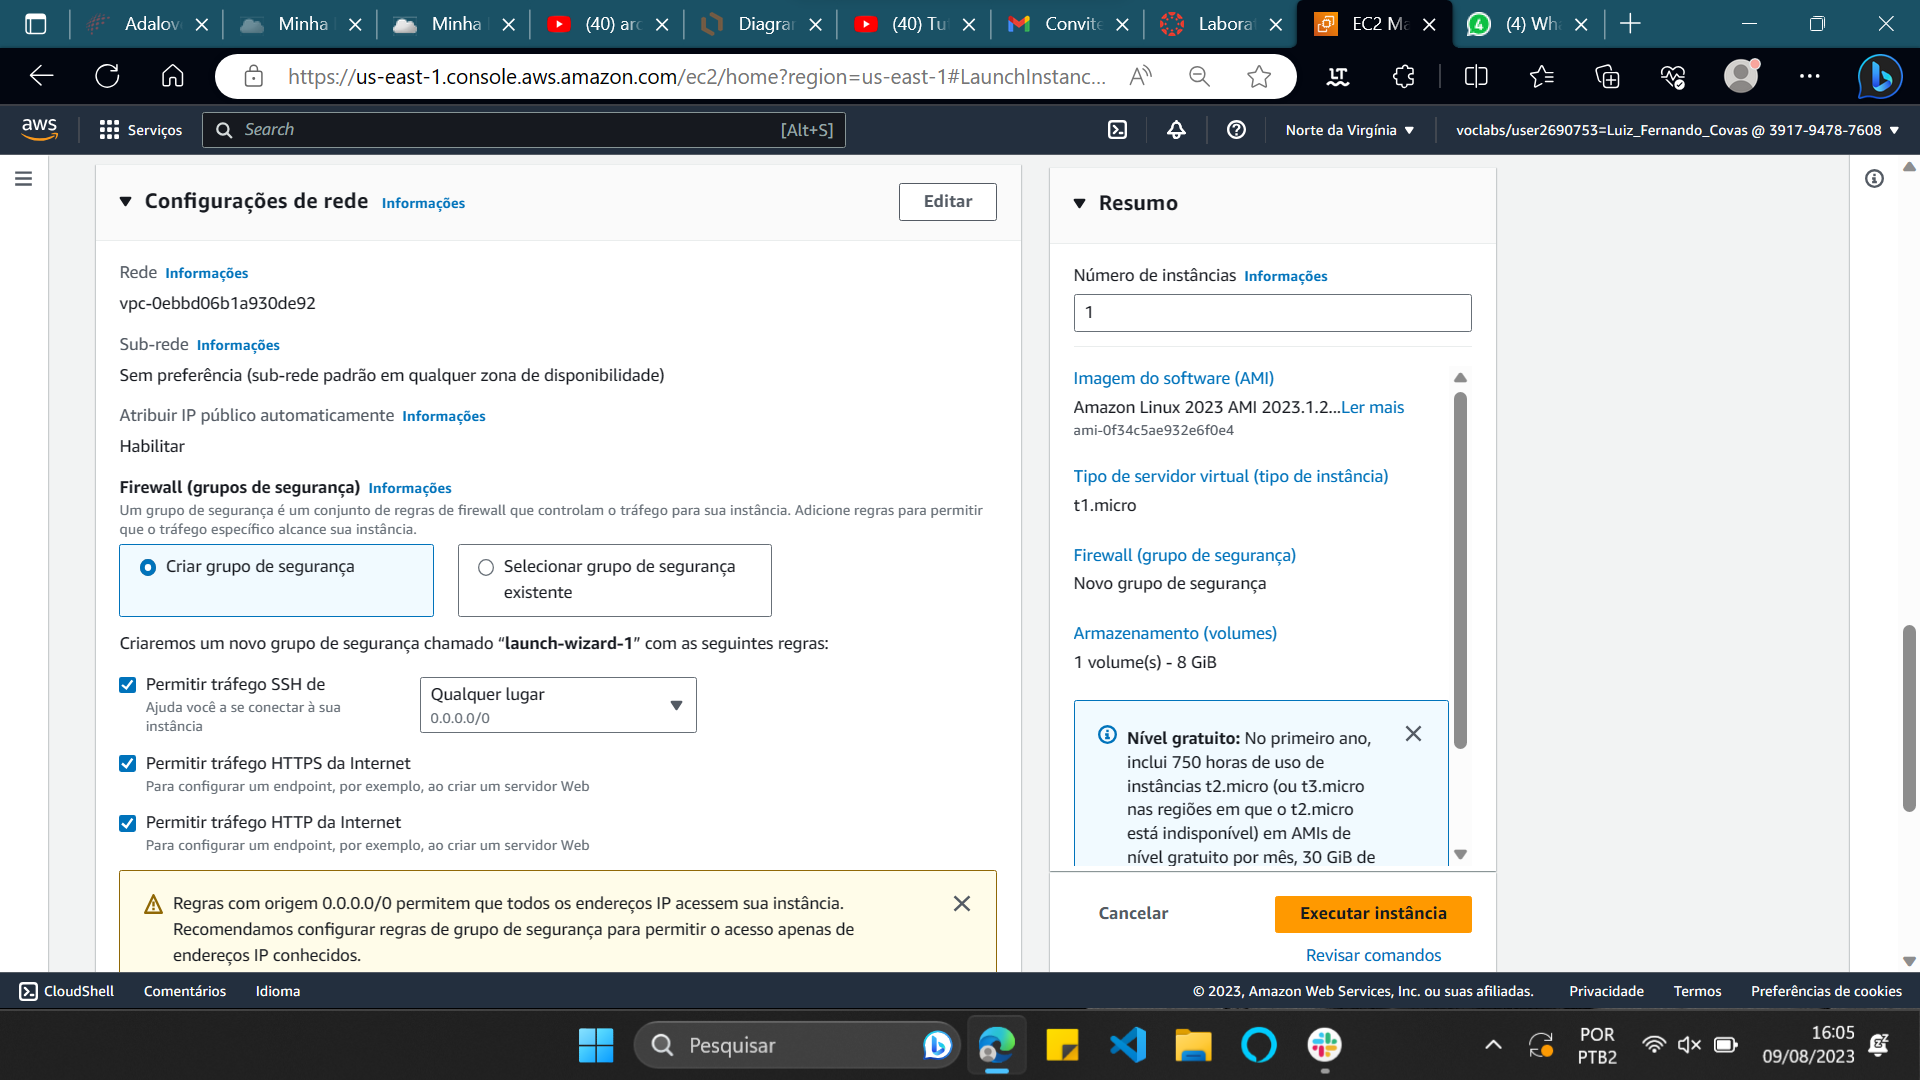 Adalov
Minha
Minha
(40) arc
Diagrar
(40) Tu
Convite
Laborat
EC2 Ma
(4) Wha
https://us-east-1.console.aws.amazon.com/ec2/home?region=us-east-1#LaunchInstanc...
aws
Serviços
Search
[Alt+S]
Norte da Virgínia
voclabs/user2690753=Luiz_Fernando_Covas @ 3917-9478-7608
Configurações de rede Informações
Editar
Rede Informações
vpc-0ebbd06b1a930de92
Sub-rede Informações
Sem preferência (sub-rede padrão em qualquer zona de disponibilidade)
Atribuir IP público automaticamente Informações
Habilitar
Firewall (grupos de segurança) Informações
Um grupo de segurança é um conjunto de regras de firewall que controlam o tráfego para sua instância. Adicione regras para permitir
que o tráfego específico alcance sua instância.
Criar grupo de segurança
Selecionar grupo de segurança
existente
Criaremos um novo grupo de segurança chamado “launch-wizard-1” com as seguintes regras:
Permitir tráfego SSH de
Ajuda você a se conectar à sua
instância
Qualquer lugar
0.0.0.0/0
Permitir tráfego HTTPS da Internet
Para configurar um endpoint, por exemplo, ao criar um servidor Web
Permitir tráfego HTTP da Internet
Para configurar um endpoint, por exemplo, ao criar um servidor Web
Regras com origem 0.0.0.0/0 permitem que todos os endereços IP acessem sua instância.
Recomendamos configurar regras de grupo de segurança para permitir o acesso apenas de
endereços IP conhecidos.
Resumo
Número de instâncias Informações
1
Imagem do software (AMI)
Amazon Linux 2023 AMI 2023.1.2...Ler mais
ami-0f34c5ae932e6f0e4
Tipo de servidor virtual (tipo de instância)
t1.micro
Firewall (grupo de segurança)
Novo grupo de segurança
Armazenamento (volumes)
1 volume(s) - 8 GiB
Nível gratuito: No primeiro ano,
inclui 750 horas de uso de
instâncias t2.micro (ou t3.micro
nas regiões em que o t2.micro
está indisponível) em AMIs de
nível gratuito por mês, 30 GiB de
Cancelar
Executar instância
Revisar comandos
CloudShell
Comentários
Idioma
© 2023, Amazon Web Services, Inc. ou suas afiliadas.
Privacidade
Termos
Preferências de cookies
Pesquisar
POR
PTB2
16:05
09/08/2023